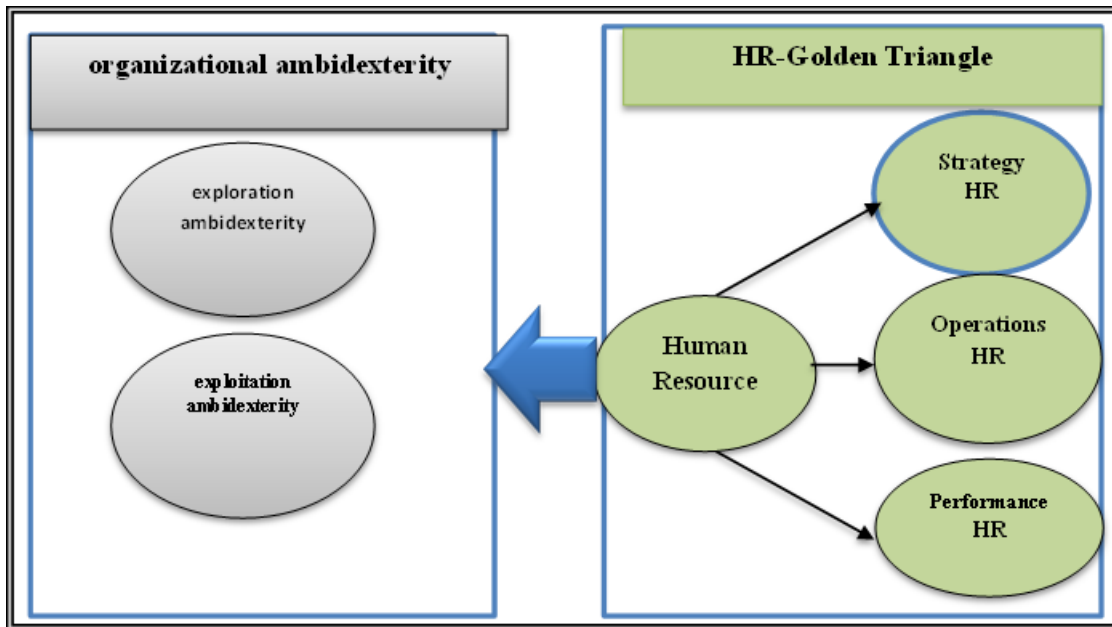 organizational ambidexterity
exploration
ambidexterity
exploitation
ambidexterity
HR-Golden Triangle
Strategy
HR
Human
Resource
Operations
HR
Performance
HR